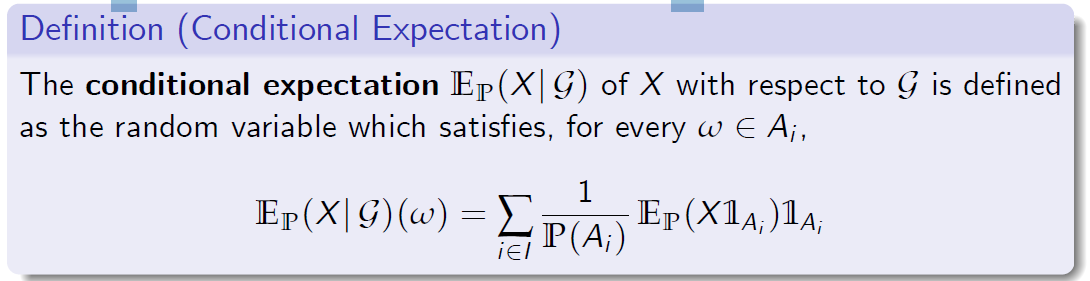 Definition (Conditional Expectation)
The conditional expectation 𝔼_ℙ(X| 𝒢) of X with respect to 𝒢 is defined
as the random variable which satisfies, for every ω ∈ A_i,
𝔼_ℙ(X| 𝒢)(ω) = ∑_{i∈I} 1/ℙ(A_i) 𝔼_ℙ(X𝟙_{A_i})𝟙_{A_i}